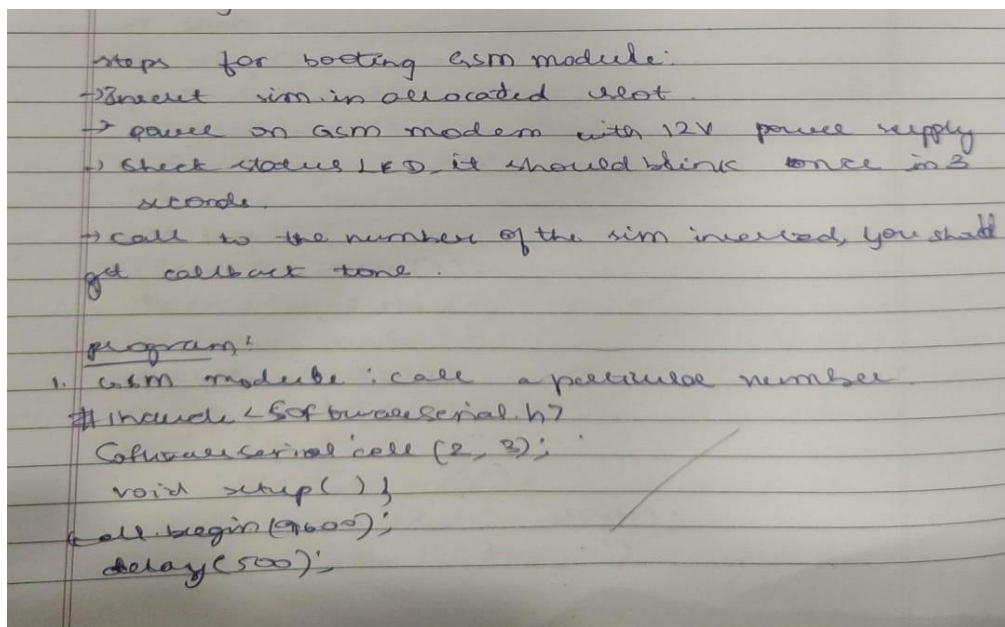 steps for booting GSM module:
→ Insert sim in allocated slot.
→ power on GSM modem with 12V power supply
→ Check status LED, it should blink once in 3
seconds.
→ call to the number of the sim inserted, you shall
get callback tone.
program:
1. GSM module: call a particular number
#include <SoftwareSerial.h>
SoftwareSerial cell (2, 3);
void setup() {
cell.begin(9600);
delay(500);